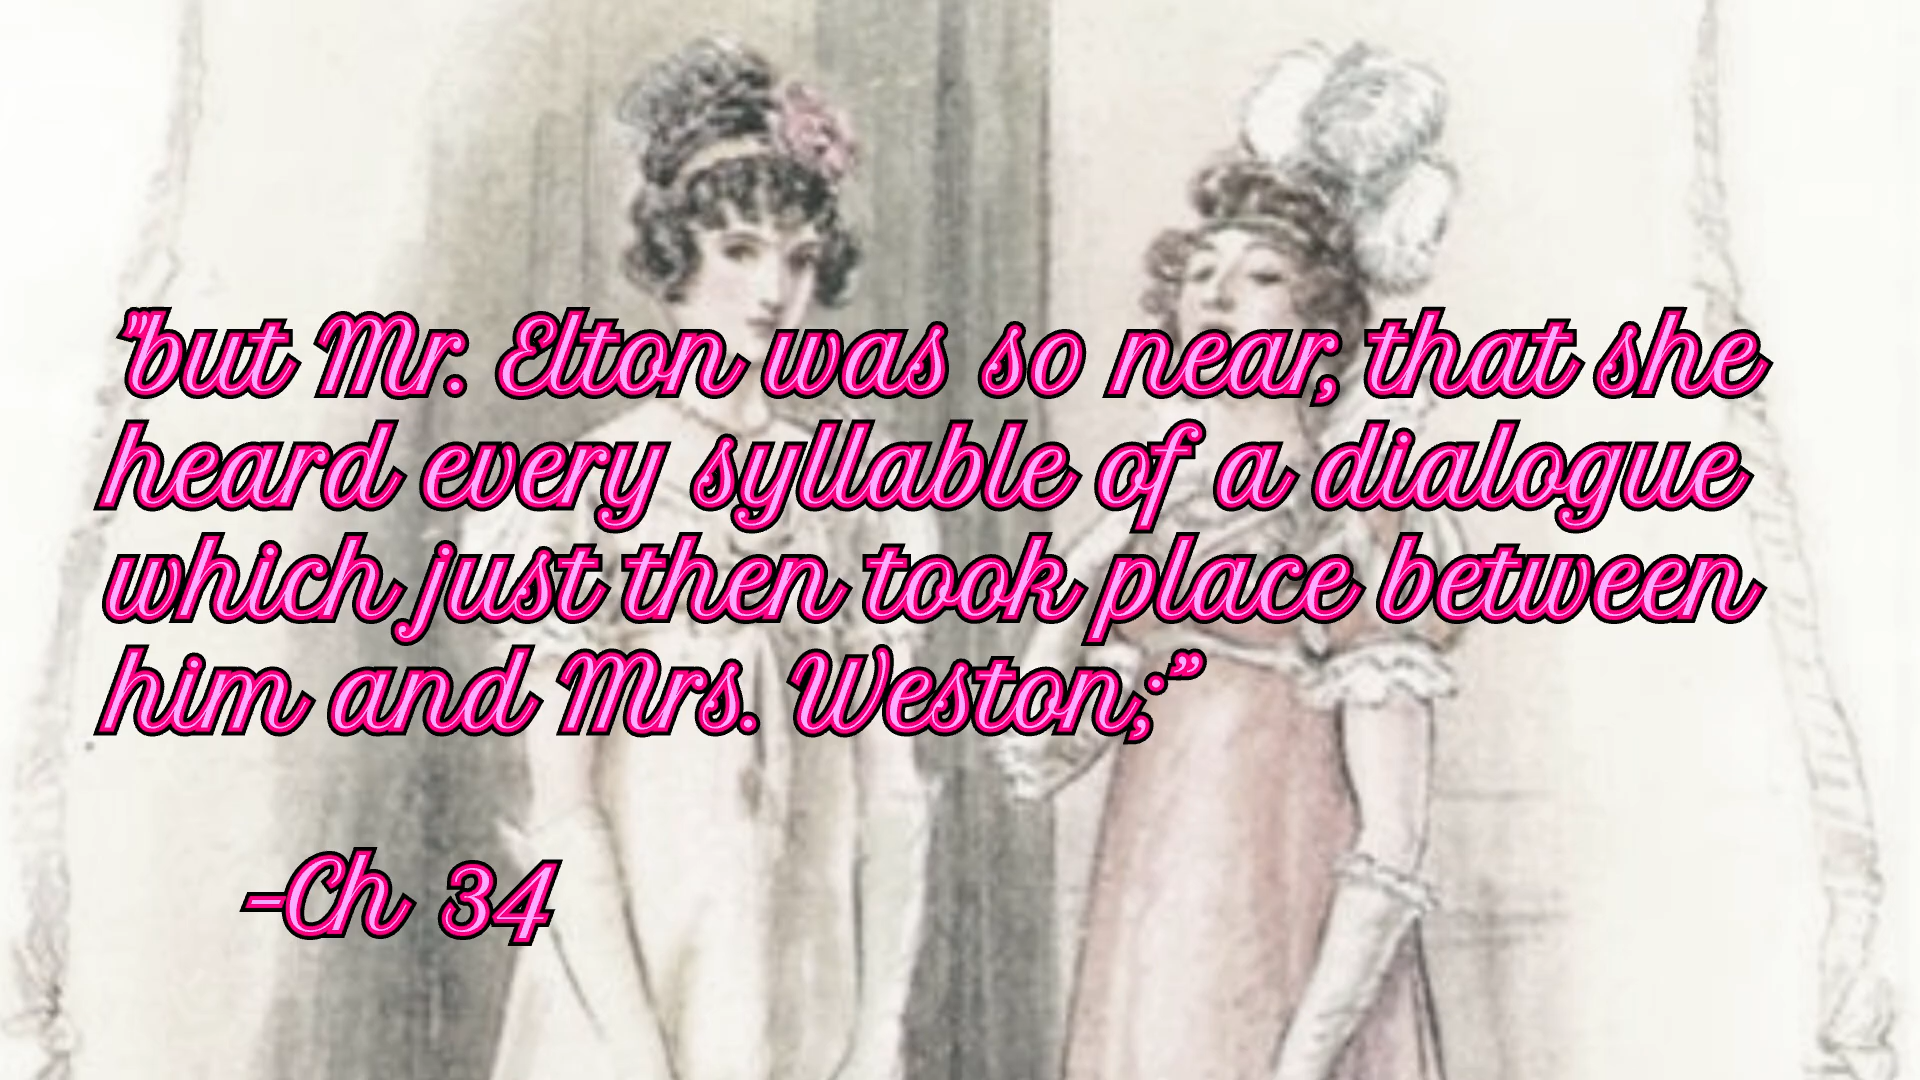 "but Mr. Elton was so near, that she
heard every syllable of a dialogue
which just then took place between
him and Mrs. Weston;”
-Ch 34